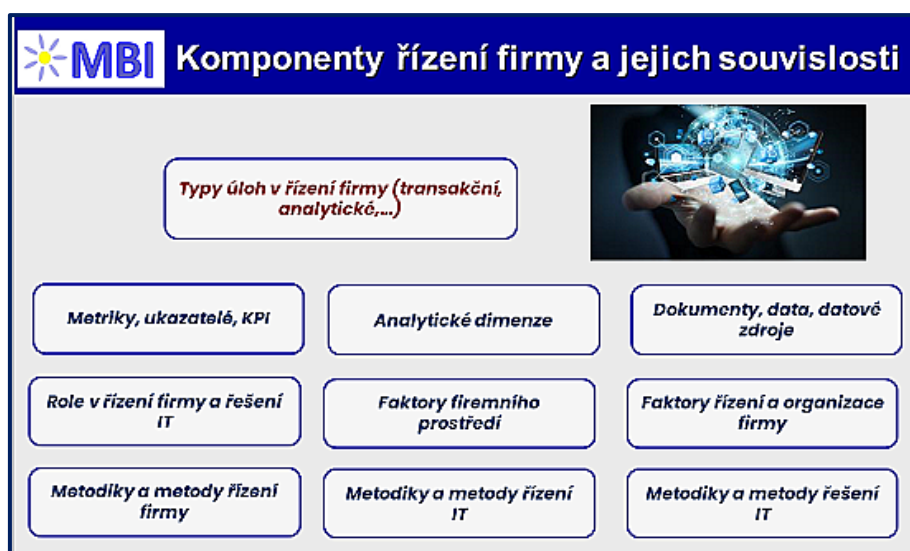 MBI Komponenty řízení firmy a jejich souvislosti
Typy úloh v řízení firmy (transakční,
analytické,...)
Metriky, ukazatelé, KPI
Analytické dimenze
Dokumenty, data, datové
zdroje
Role v řízení firmy a řešení
IT
Faktory firemního
prostředí
Faktory řízení a organizace
firmy
Metodiky a metody řízení
firmy
Metodiky a metody řízení
IT
Metodiky a metody řešení
IT